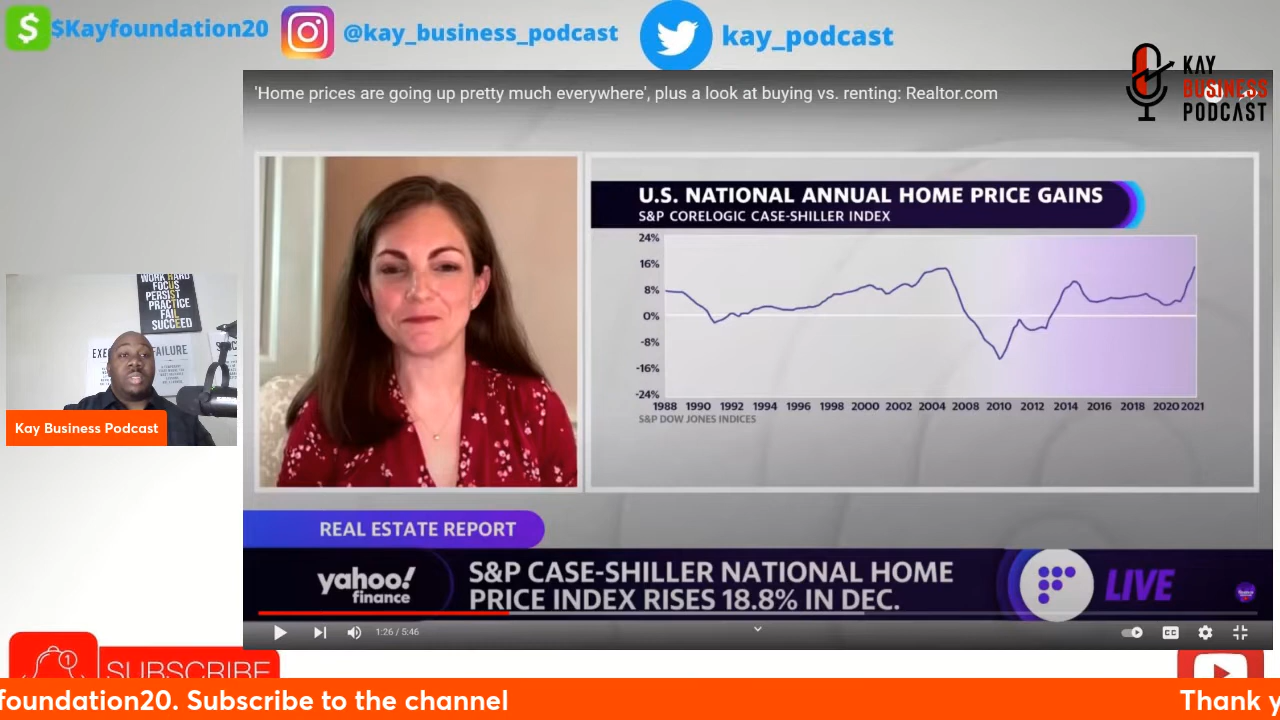 $Kayfoundation20
@kay_business_podcast
kay_podcast
KAY
BUSINESS
PODCAST
'Home prices are going up pretty much everywhere', plus a look at buying vs. renting: Realtor.com
U.S. NATIONAL ANNUAL HOME PRICE GAINS
S&P CORELOGIC CASE-SHILLER INDEX
24%
16%
8%
0%
-8%
-16%
-24%
1988 1990 1992 1994 1996 1998 2000 2002 2004 2008 2010 2012 2014 2016 2018 2020 2021
S&P DOW JONES INDICES
WORK HARD
FOCUS
PERSIST
PRACTICE
FAIL
SUCCEED
FAILURE
Kay Business Podcast
REAL ESTATE REPORT
yahoo!
finance
S&P CASE-SHILLER NATIONAL HOME
PRICE INDEX RISES 18.8% IN DEC.
LIVE
1:26 / 5:46
CC
1
SUBSCRIBE
foundation20. Subscribe to the channel
Thank y